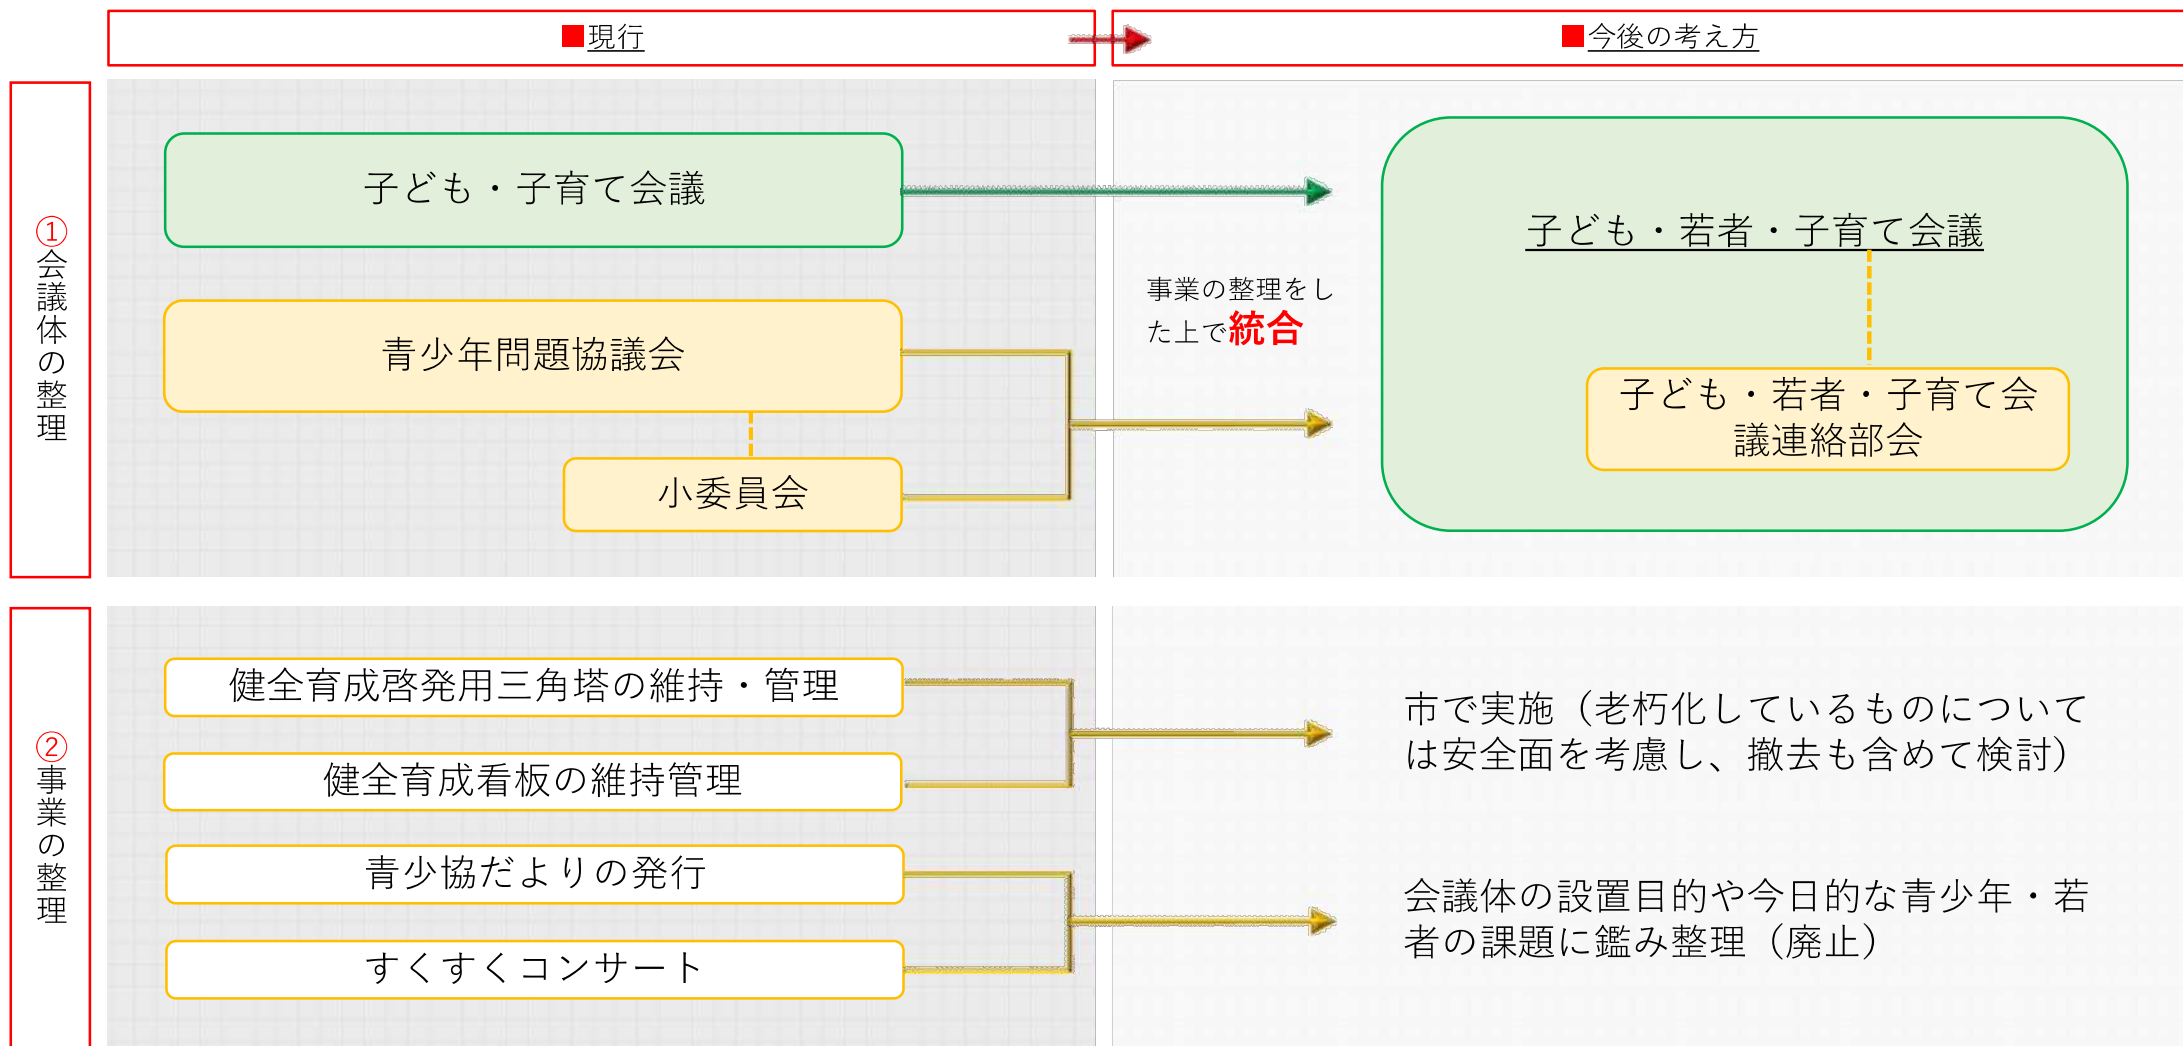 ■現行
■今後の考え方
①会議体の整理
子ども・子育て会議
青少年問題協議会
小委員会
事業の整理をし
た上で統合
子ども・若者・子育て会議
子ども・若者・子育て会
議連絡部会
②事業の整理
健全育成啓発用三角塔の維持・管理
健全育成看板の維持管理
青少協だよりの発行
すくすくコンサート
市で実施（老朽化しているものについて
は安全面を考慮し、撤去も含めて検討）
会議体の設置目的や今日的な青少年・若
者の課題に鑑み整理（廃止）